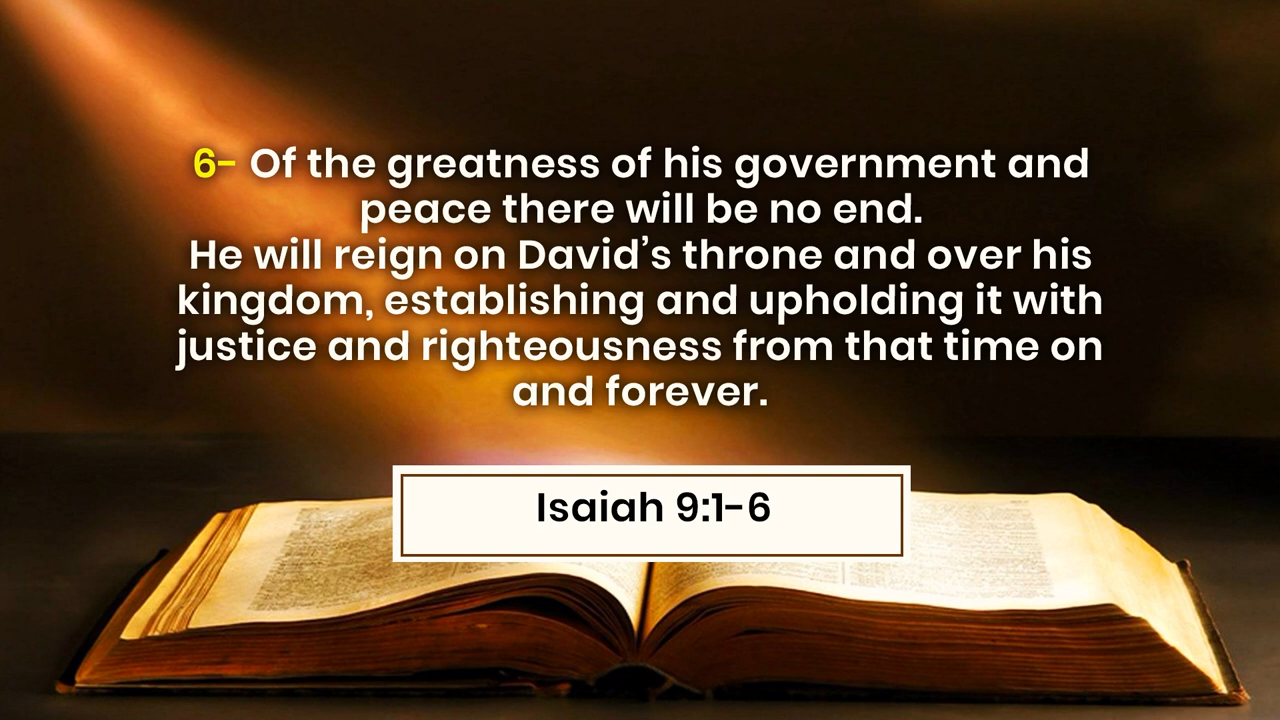 6- Of the greatness of his government and
peace there will be no end.
He will reign on David’s throne and over his
kingdom, establishing and upholding it with
justice and righteousness from that time on
and forever.
Isaiah 9:1-6